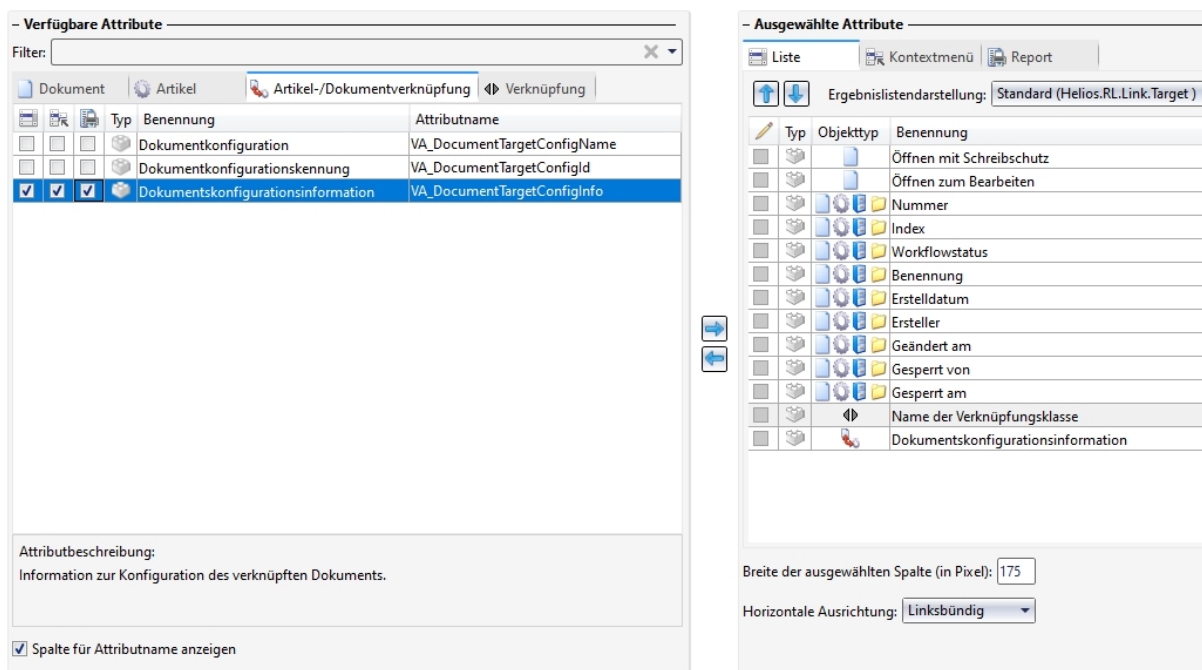 Verfügbare Attribute
Filter:
Dokument Artikel Artikel-/Dokumentverknüpfung Verknüpfung
Typ Benennung Attributname
Dokumentkonfiguration VA_DocumentTargetConfigName
Dokumentkonfigurationskennung VA_DocumentTargetConfigId
Dokumentskonfigurationsinformation VA_DocumentTargetConfigInfo
Attributbeschreibung:
Information zur Konfiguration des verknüpften Dokuments.
Spalte für Attributname anzeigen
Ausgewählte Attribute
Liste Kontextmenü Report
Ergebnislistendarstellung: Standard (Helios.RL.Link.Target )
Typ Objekttyp Benennung
Öffnen mit Schreibschutz
Öffnen zum Bearbeiten
Nummer
Index
Workflowstatus
Benennung
Erstelldatum
Ersteller
Geändert am
Gesperrt von
Gesperrt am
Name der Verknüpfungsklasse
Dokumentskonfigurationsinformation
Breite der ausgewählten Spalte (in Pixel): 175
Horizontale Ausrichtung: Linksbündig